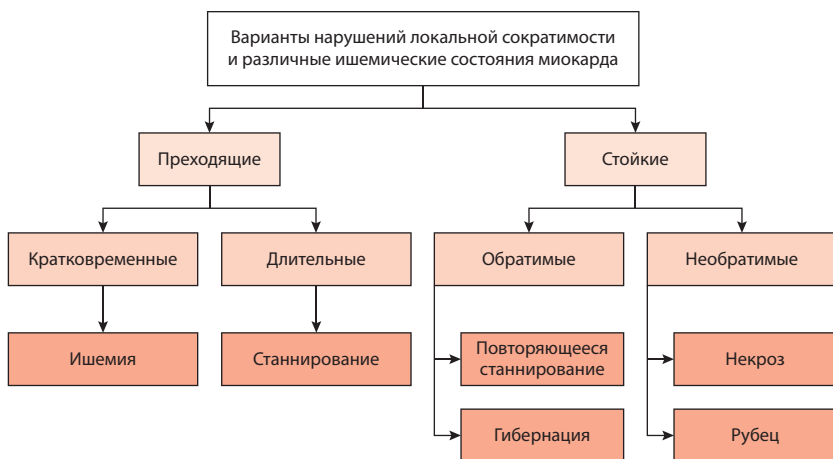 Варианты нарушений локальной сократимости
и различные ишемические состояния миокарда
Преходящие
Стойкие
Кратковременные
Длительные
Обратимые
Необратимые
Ишемия
Станнирование
Повторяющееся
станнирование
Некроз
Гибернация
Рубец